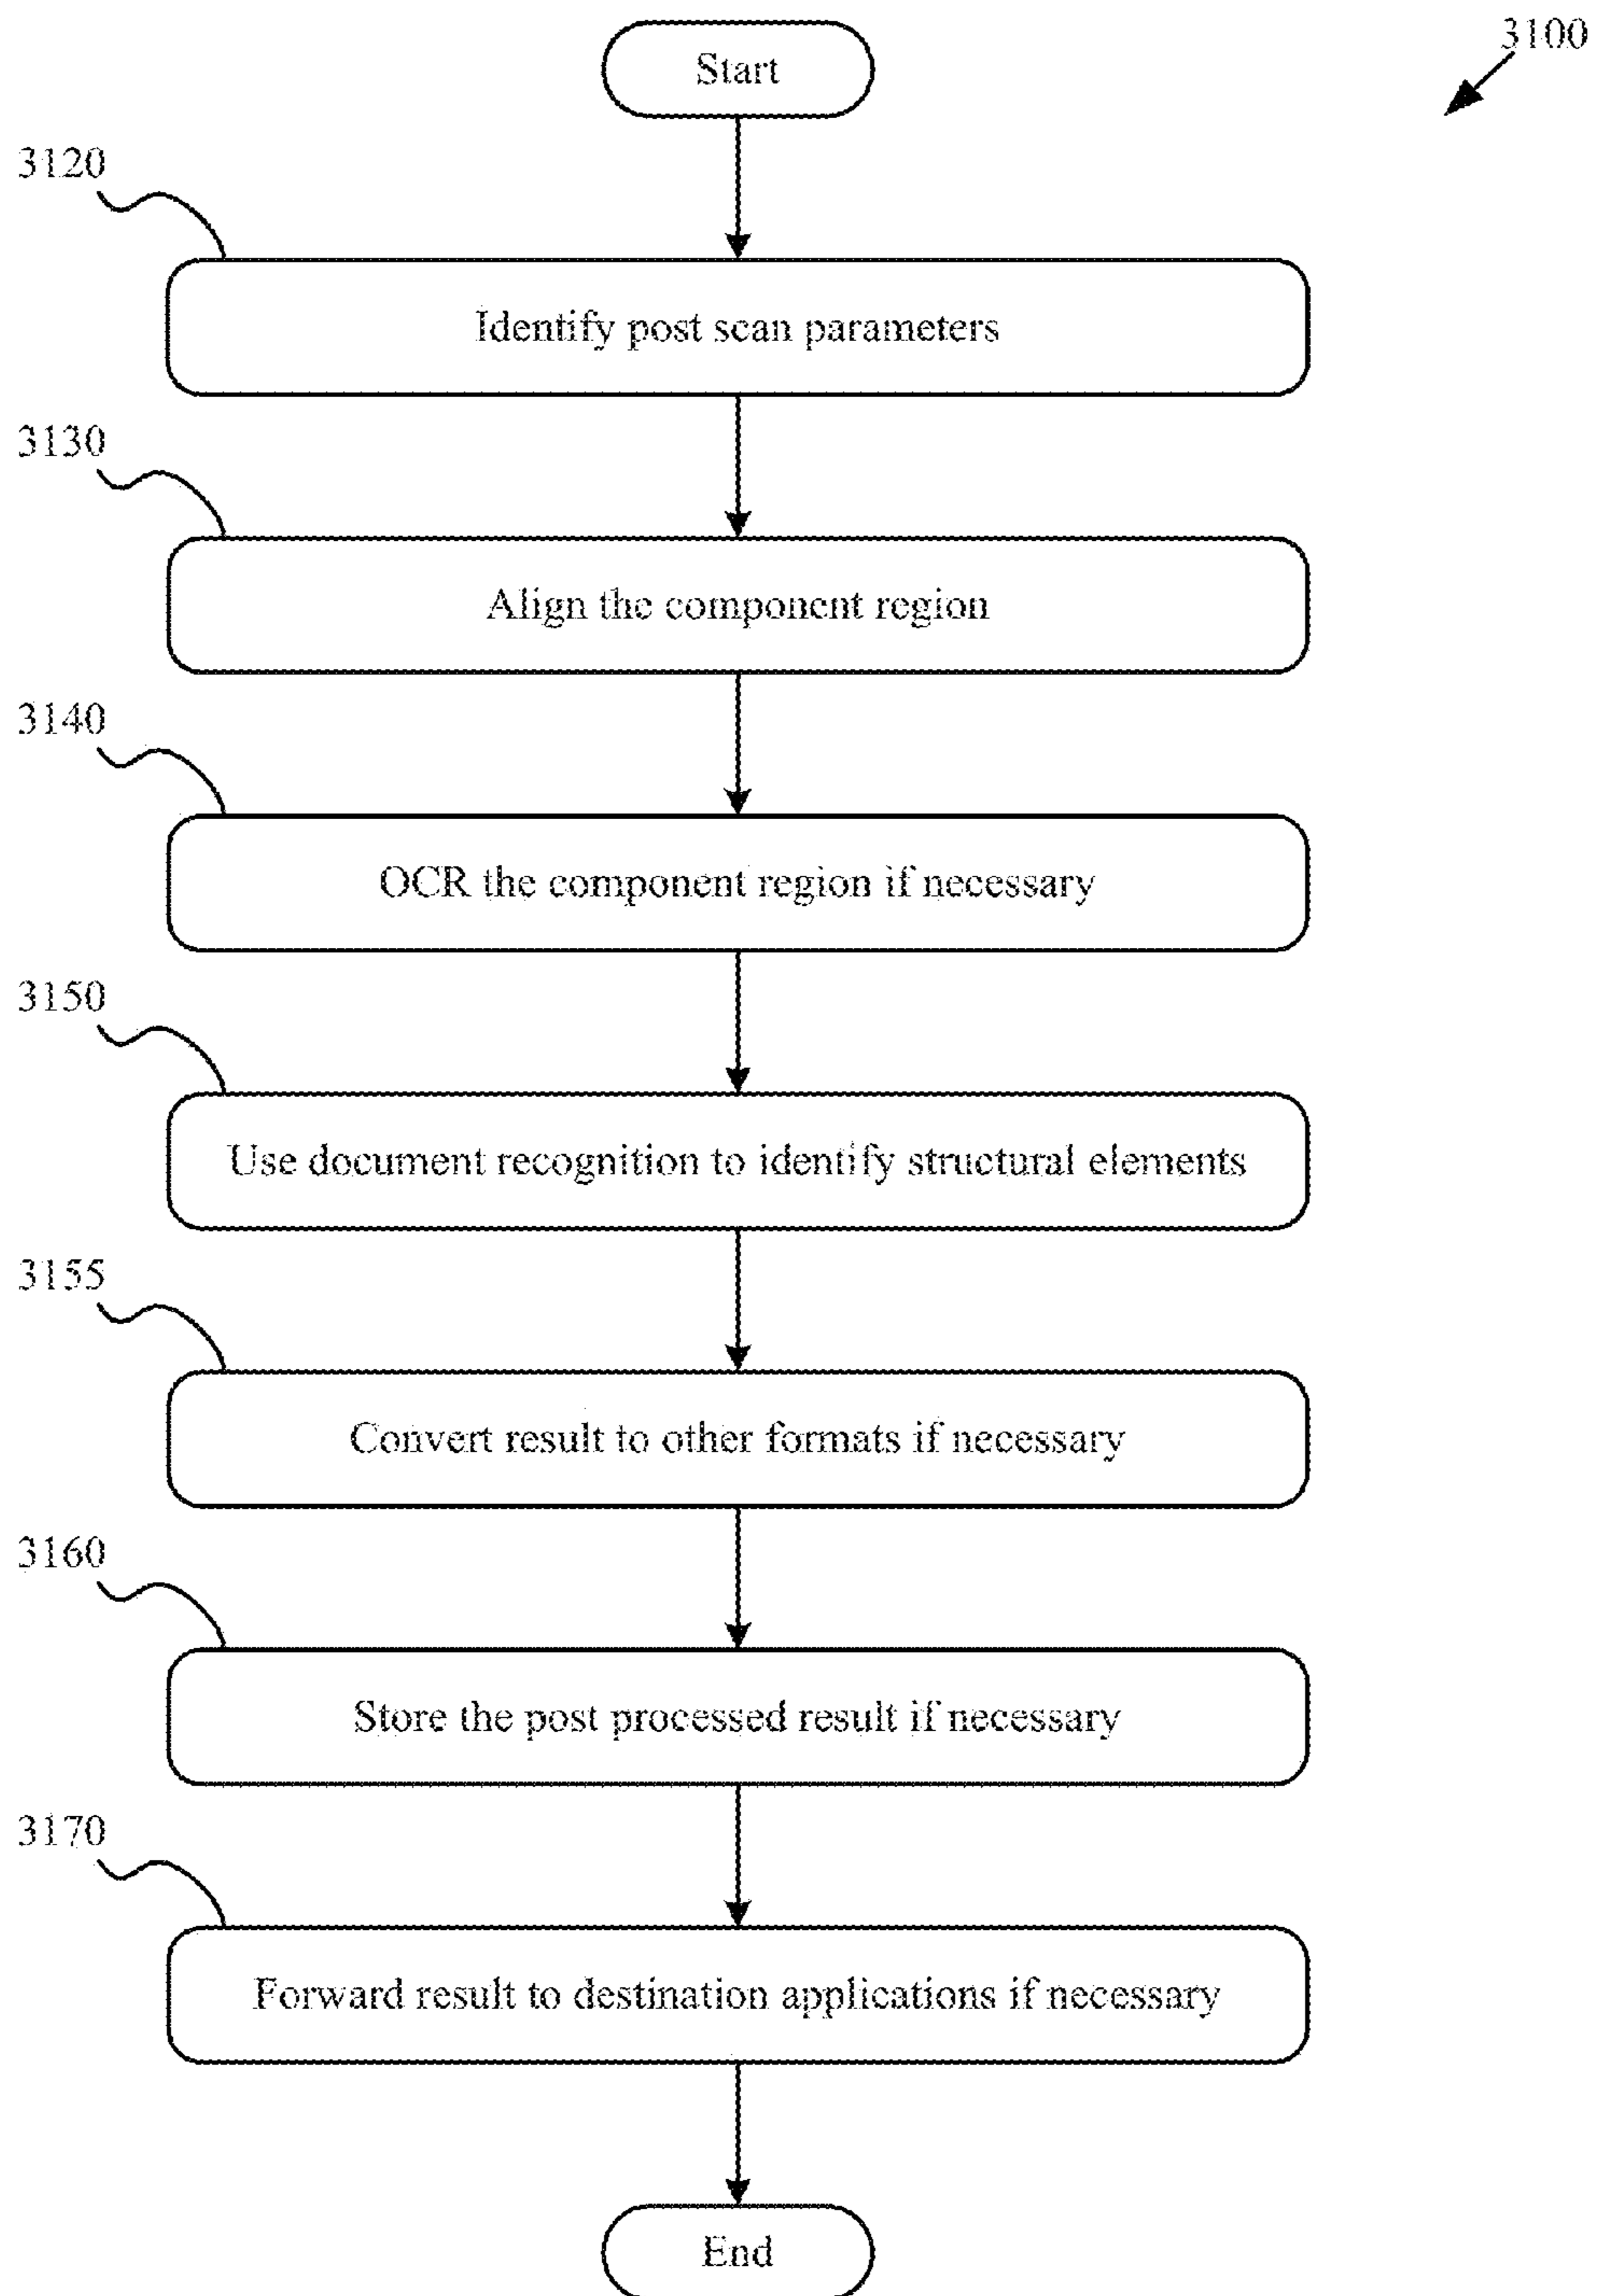 3100
Start
3120
Identify post scan parameters
3130
Align the component region
3140
OCR the component region if necessary
3150
Use document recognition to identify structural elements
3155
Convert result to other formats if necessary
3160
Store the post processed result if necessary
3170
Forward result to destination applications if necessary
End